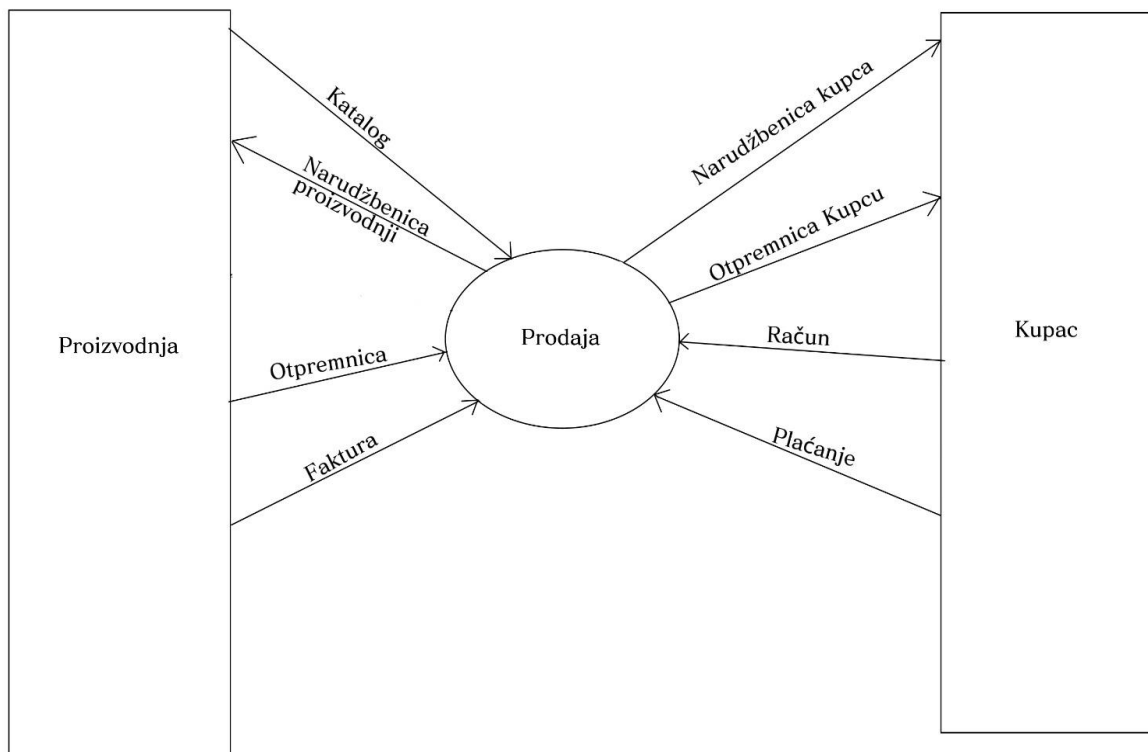 Katalog
Narudžbenica
proizvodnji
Proizvodnja
Otpremnica
Faktura
Prodaja
Narudžbenica kupca
Otpremnica Kupcu
Račun
Plaćanje
Kupac